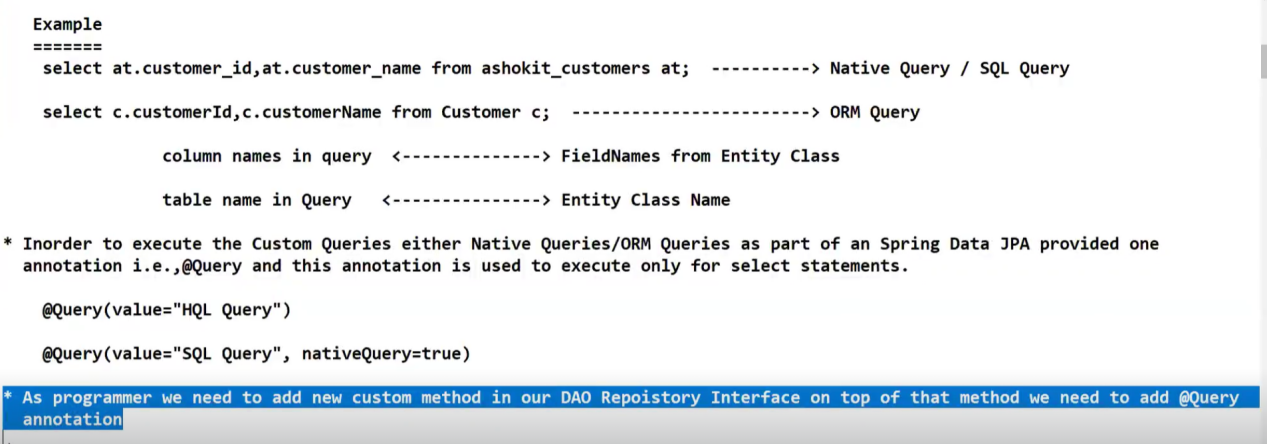 Example
=======
select at.customer_id,at.customer_name from ashokit_customers at; ----------> Native Query / SQL Query
select c.customerId,c.customerName from Customer c; ------------------------> ORM Query
column names in query <--------------> FieldNames from Entity Class
table name in Query <---------------> Entity Class Name
* Inorder to execute the Custom Queries either Native Queries/ORM Queries as part of an Spring Data JPA provided one
annotation i.e.,@Query and this annotation is used to execute only for select statements.
@Query(value="HQL Query")
@Query(value="SQL Query", nativeQuery=true)
* As programmer we need to add new custom method in our DAO Repoistory Interface on top of that method we need to add @Query
annotation